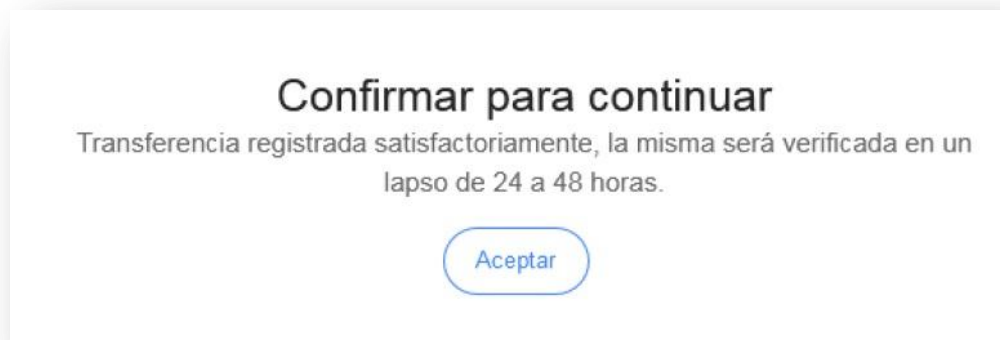 Confirmar para continuar
Transferencia registrada satisfactoriamente, la misma será verificada en un
lapso de 24 a 48 horas.
Aceptar